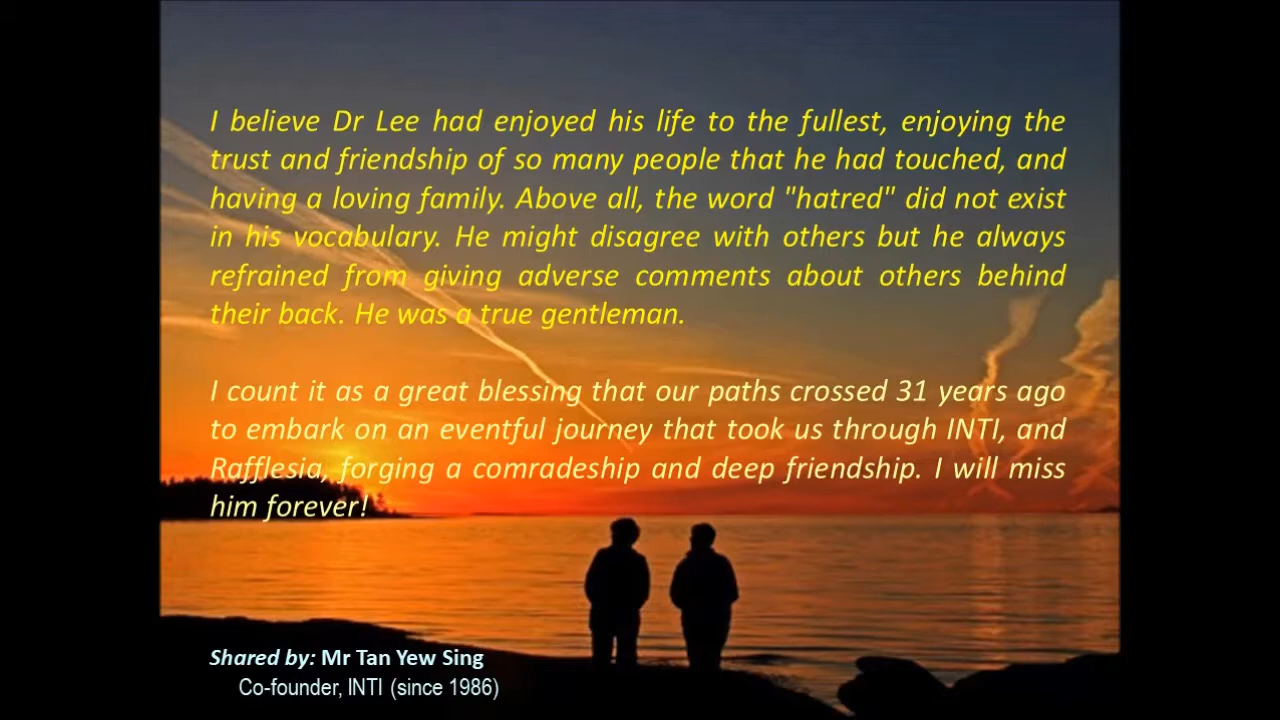 I believe Dr Lee had enjoyed his life to the fullest, enjoying the
trust and friendship of so many people that he had touched, and
having a loving family. Above all, the word "hatred" did not exist
in his vocabulary. He might disagree with others but he always
refrained from giving adverse comments about others behind
their back. He was a true gentleman.
I count it as a great blessing that our paths crossed 31 years ago
to embark on an eventful journey that took us through INTI, and
Rafflesia, forging a comradeship and deep friendship. I will miss
him forever!
Shared by: Mr Tan Yew Sing
Co-founder, INTI (since 1986)